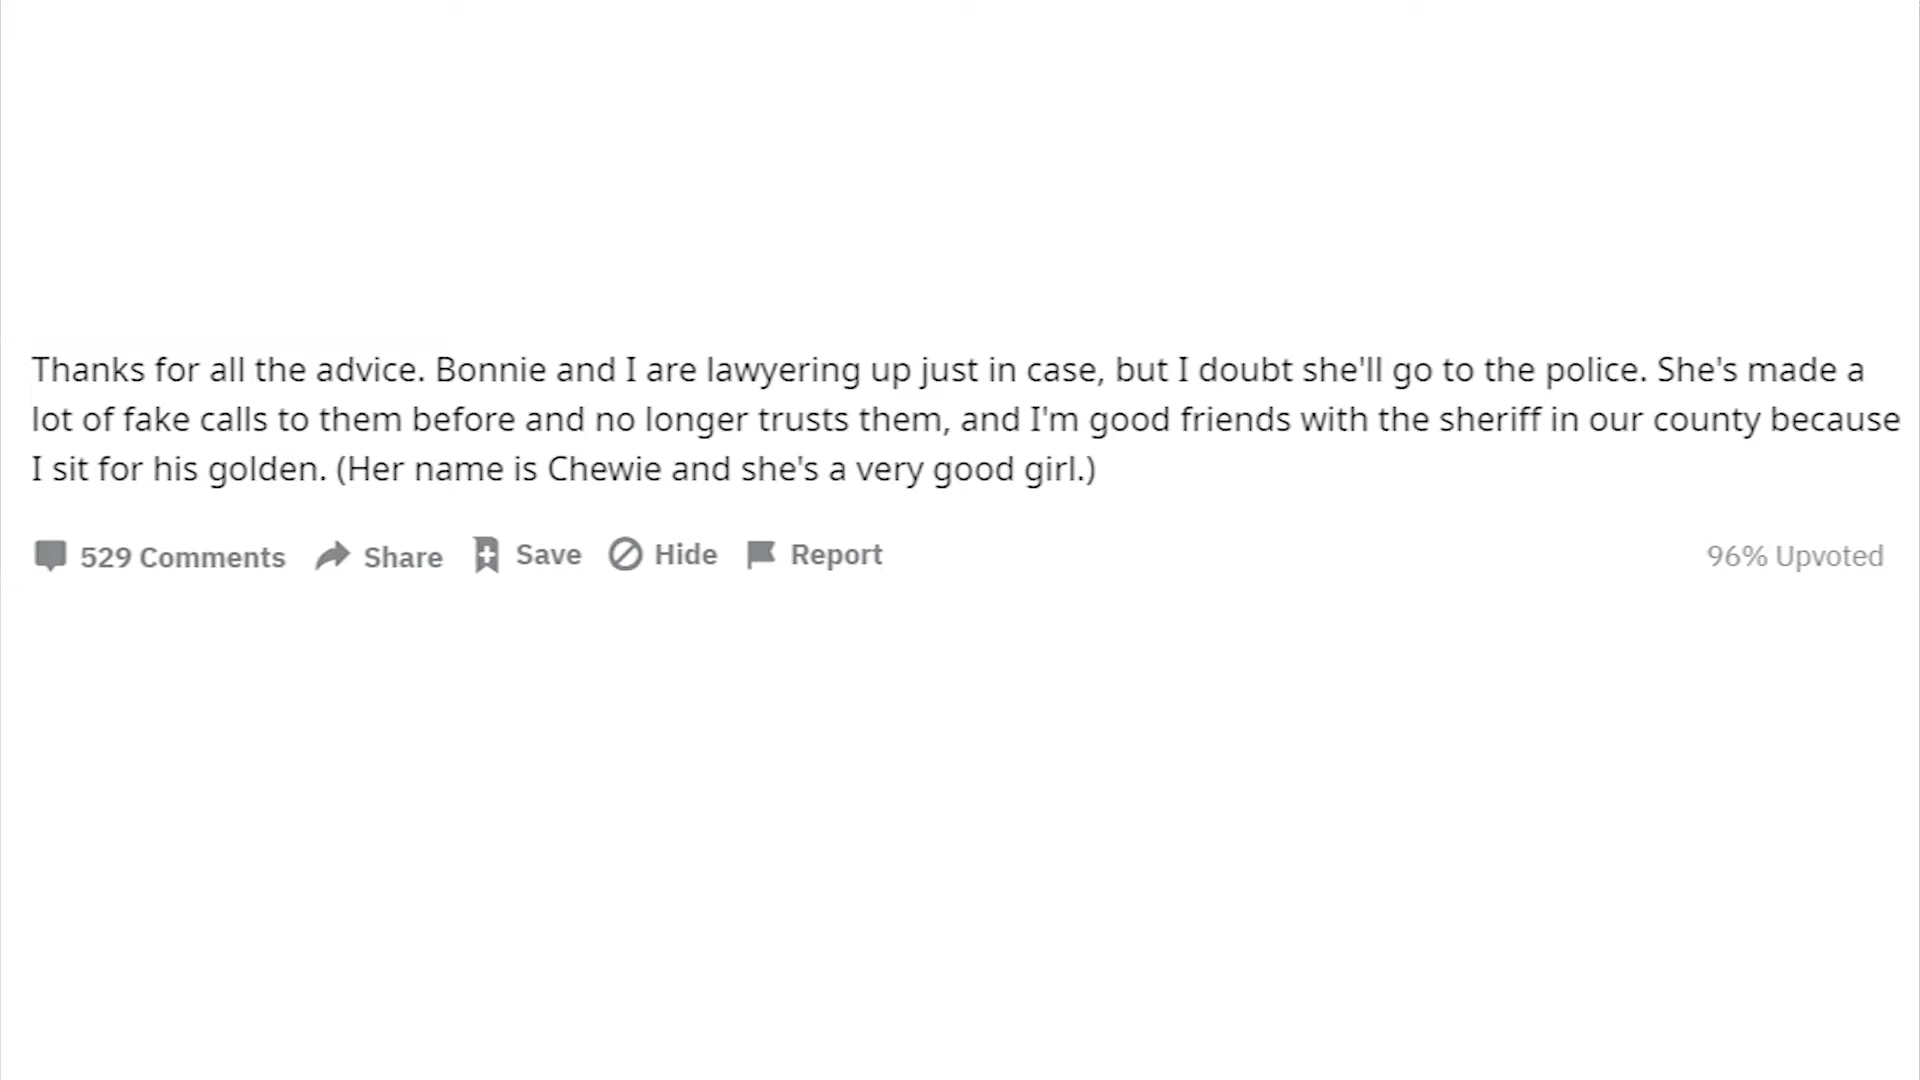 Thanks for all the advice. Bonnie and I are lawyering up just in case, but I doubt she'll go to the police. She's made a
lot of fake calls to them before and no longer trusts them, and I'm good friends with the sheriff in our county because
I sit for his golden. (Her name is Chewie and she's a very good girl.)
529 Comments Share Save Hide Report 96% Upvoted